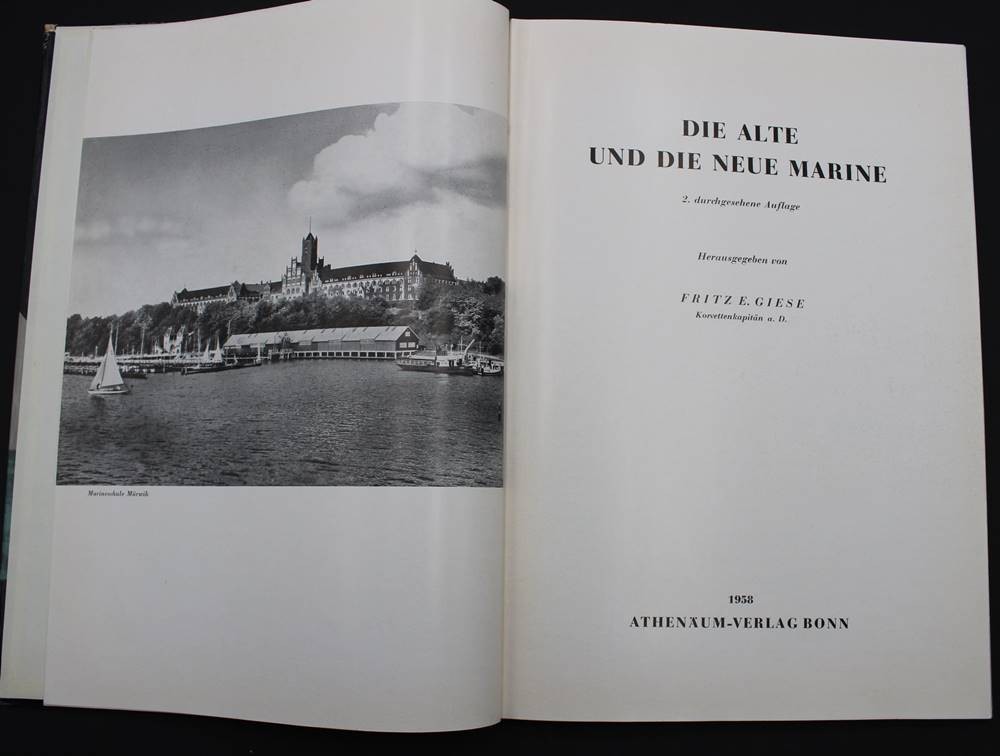 Marineschule Mürwik
DIE ALTE
UND DIE NEUE MARINE
2. durchgesehene Auflage
Herausgegeben von
FRITZ E. GIESE
Korvettenkapitän a. D.
1958
ATHENÄUM-VERLAG BONN